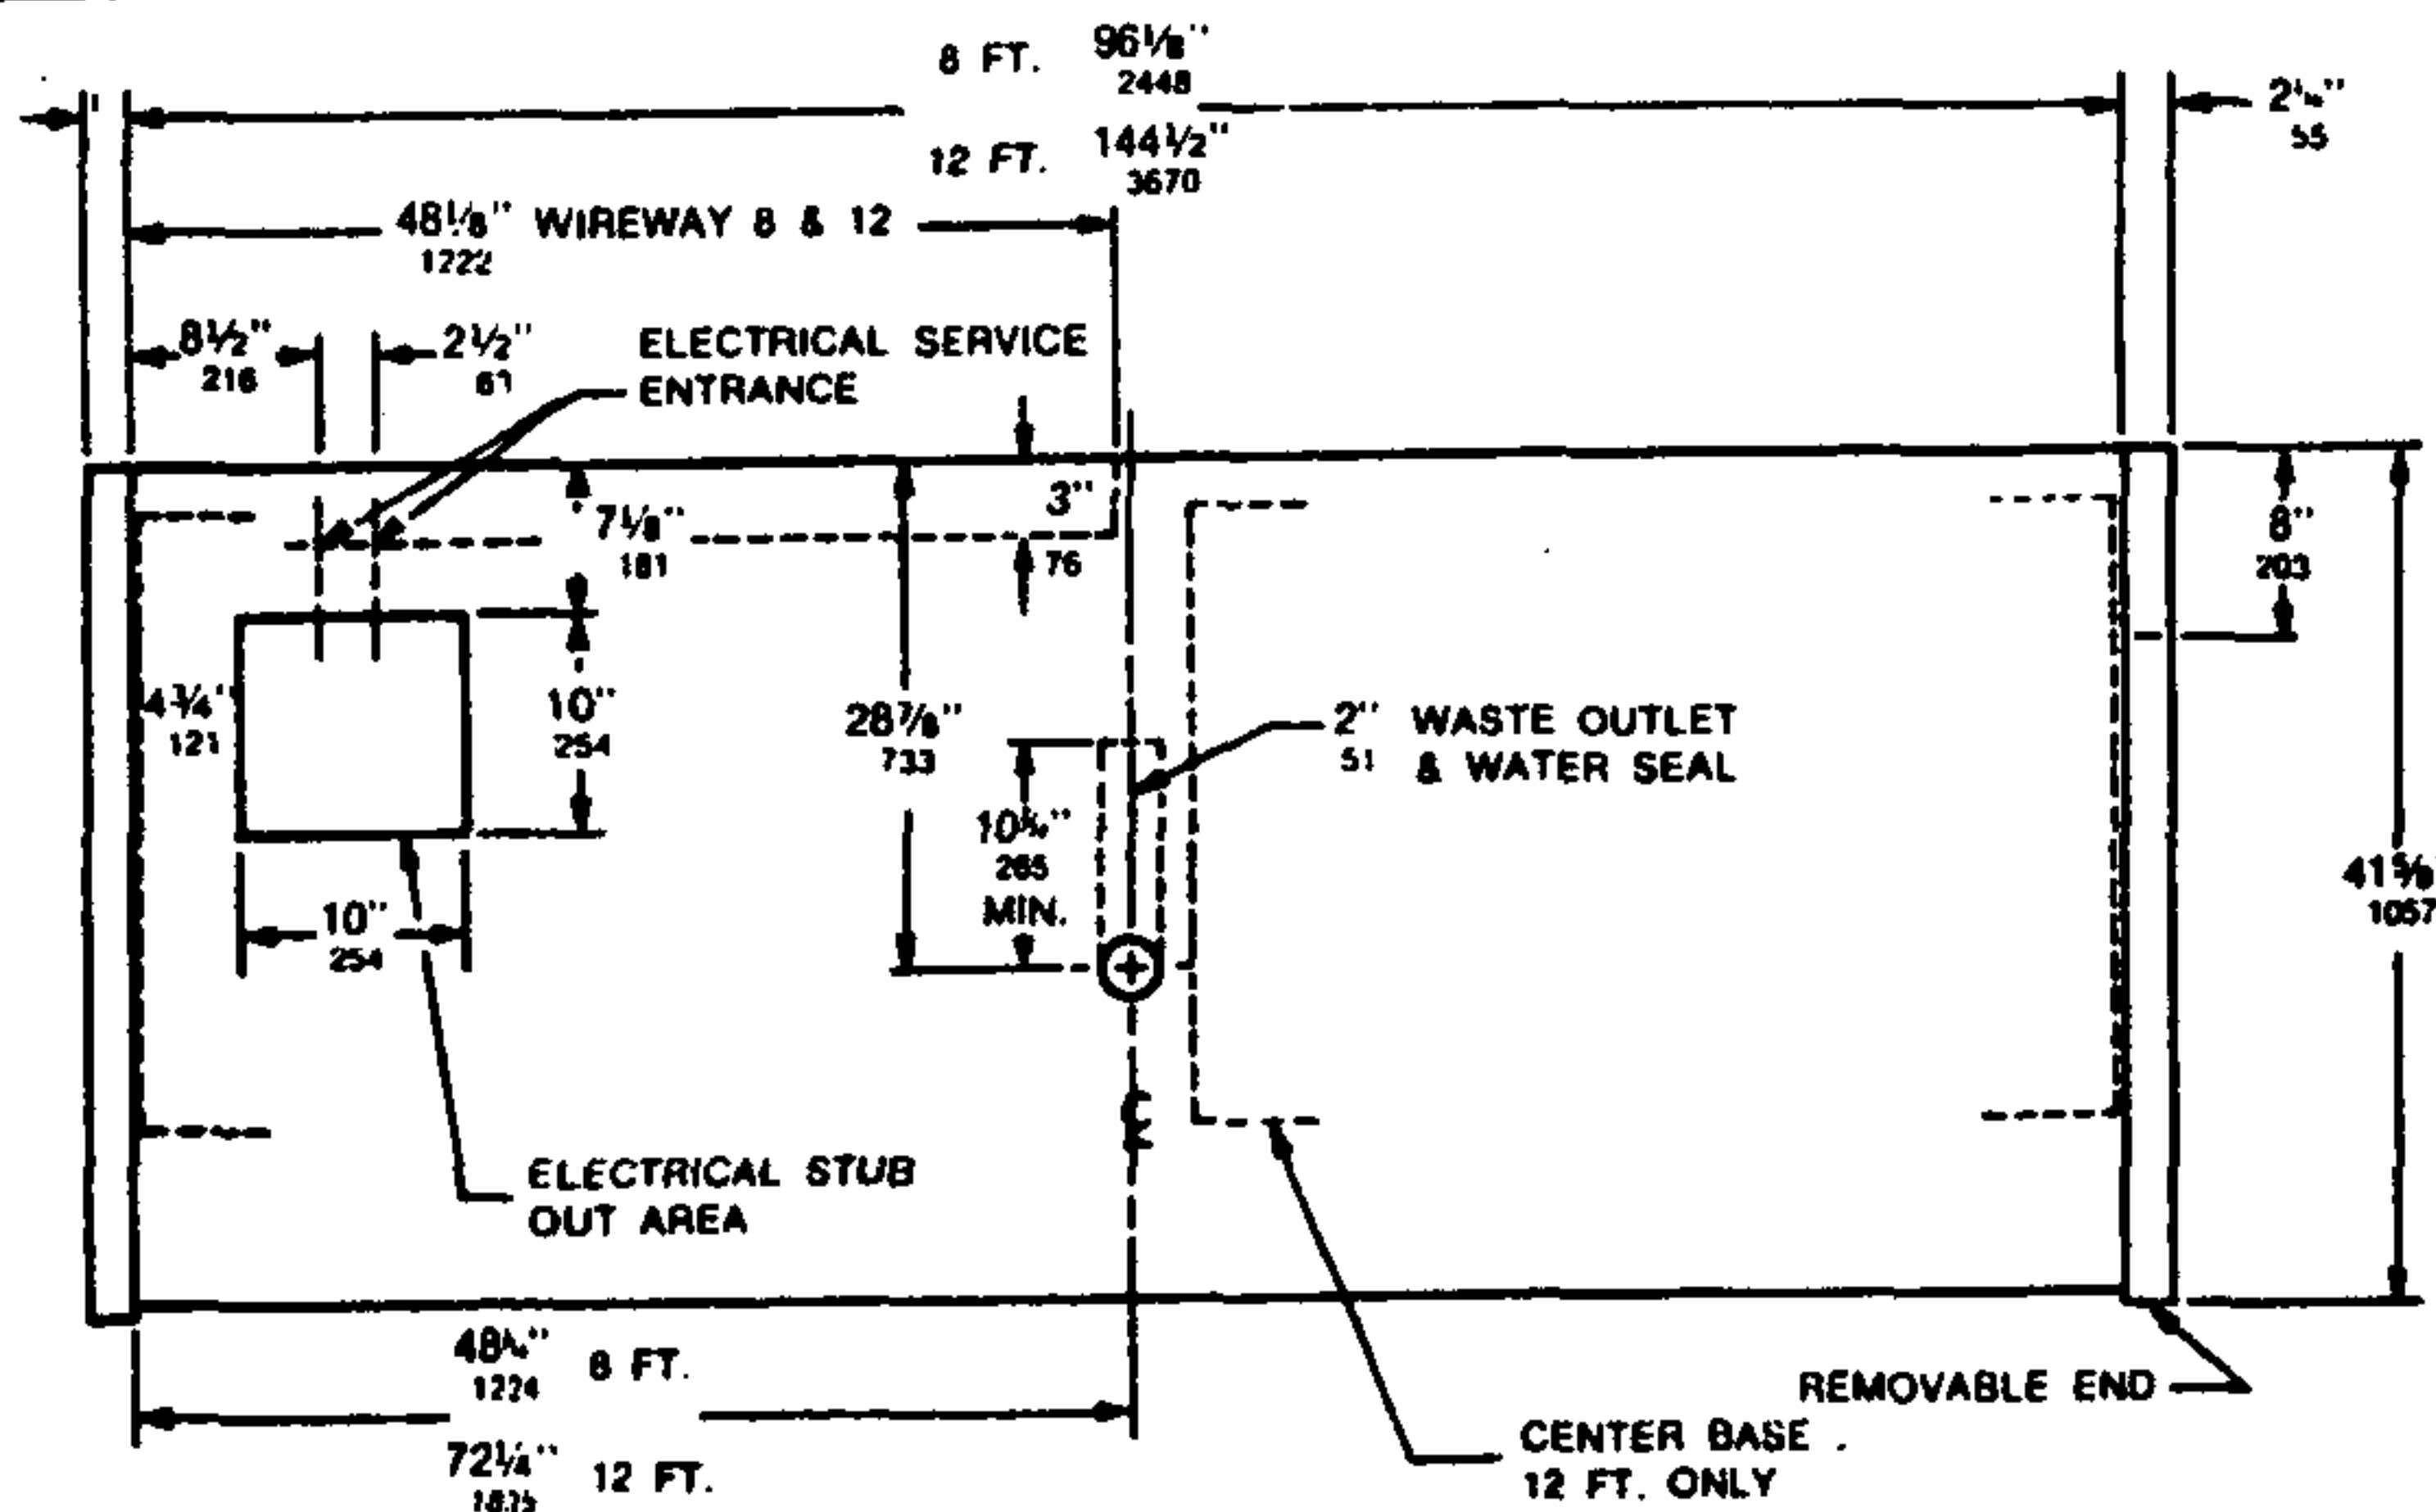 8 FT. 96⅛"
2448
12 FT. 144½"
3670
2¼"
55
48⅛" WIREWAY 8 & 12
1222
8½"
216
2½"
61
ELECTRICAL SERVICE
ENTRANCE
7⅛"
181
3"
76
8"
203
4¾"
121
10"
254
28⅞"
733
2" WASTE OUTLET
51 & WATER SEAL
10¾"
265
MIN.
41⅝
1057
10"
254
℄
ELECTRICAL STUB
OUT AREA
48¼" 8 FT.
1224
72¼" 12 FT.
REMOVABLE END
CENTER BASE
12 FT. ONLY